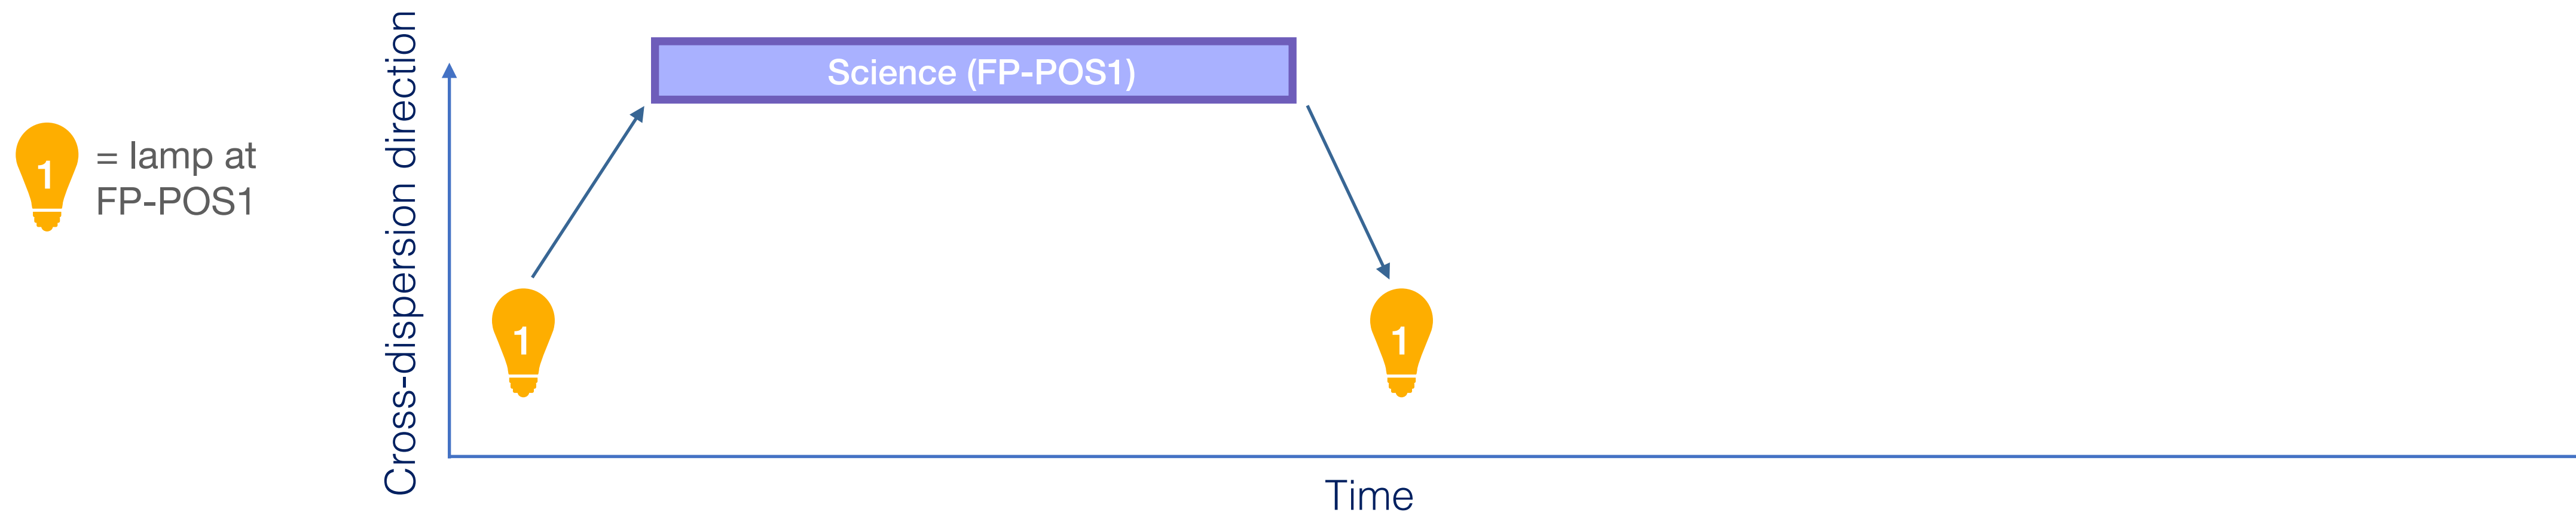 1
= lamp at
FP-POS1
Cross-dispersion direction
Science (FP-POS1)
1
1
Time